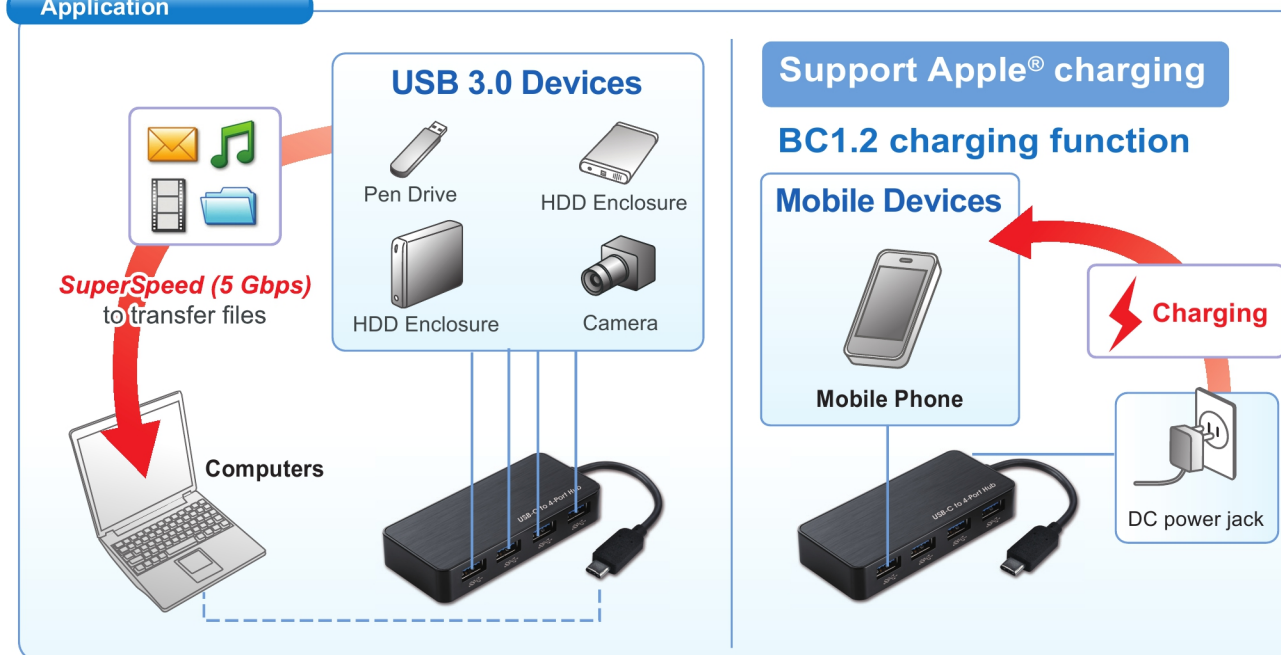 Application
USB 3.0 Devices
Pen Drive
HDD Enclosure
HDD Enclosure
Camera
SuperSpeed (5 Gbps)
to transfer files
Computers
USB-C to 4-Port Hub
Support Apple® charging
BC1.2 charging function
Mobile Devices
Mobile Phone
Charging
DC power jack
USB-C to 4-Port Hub